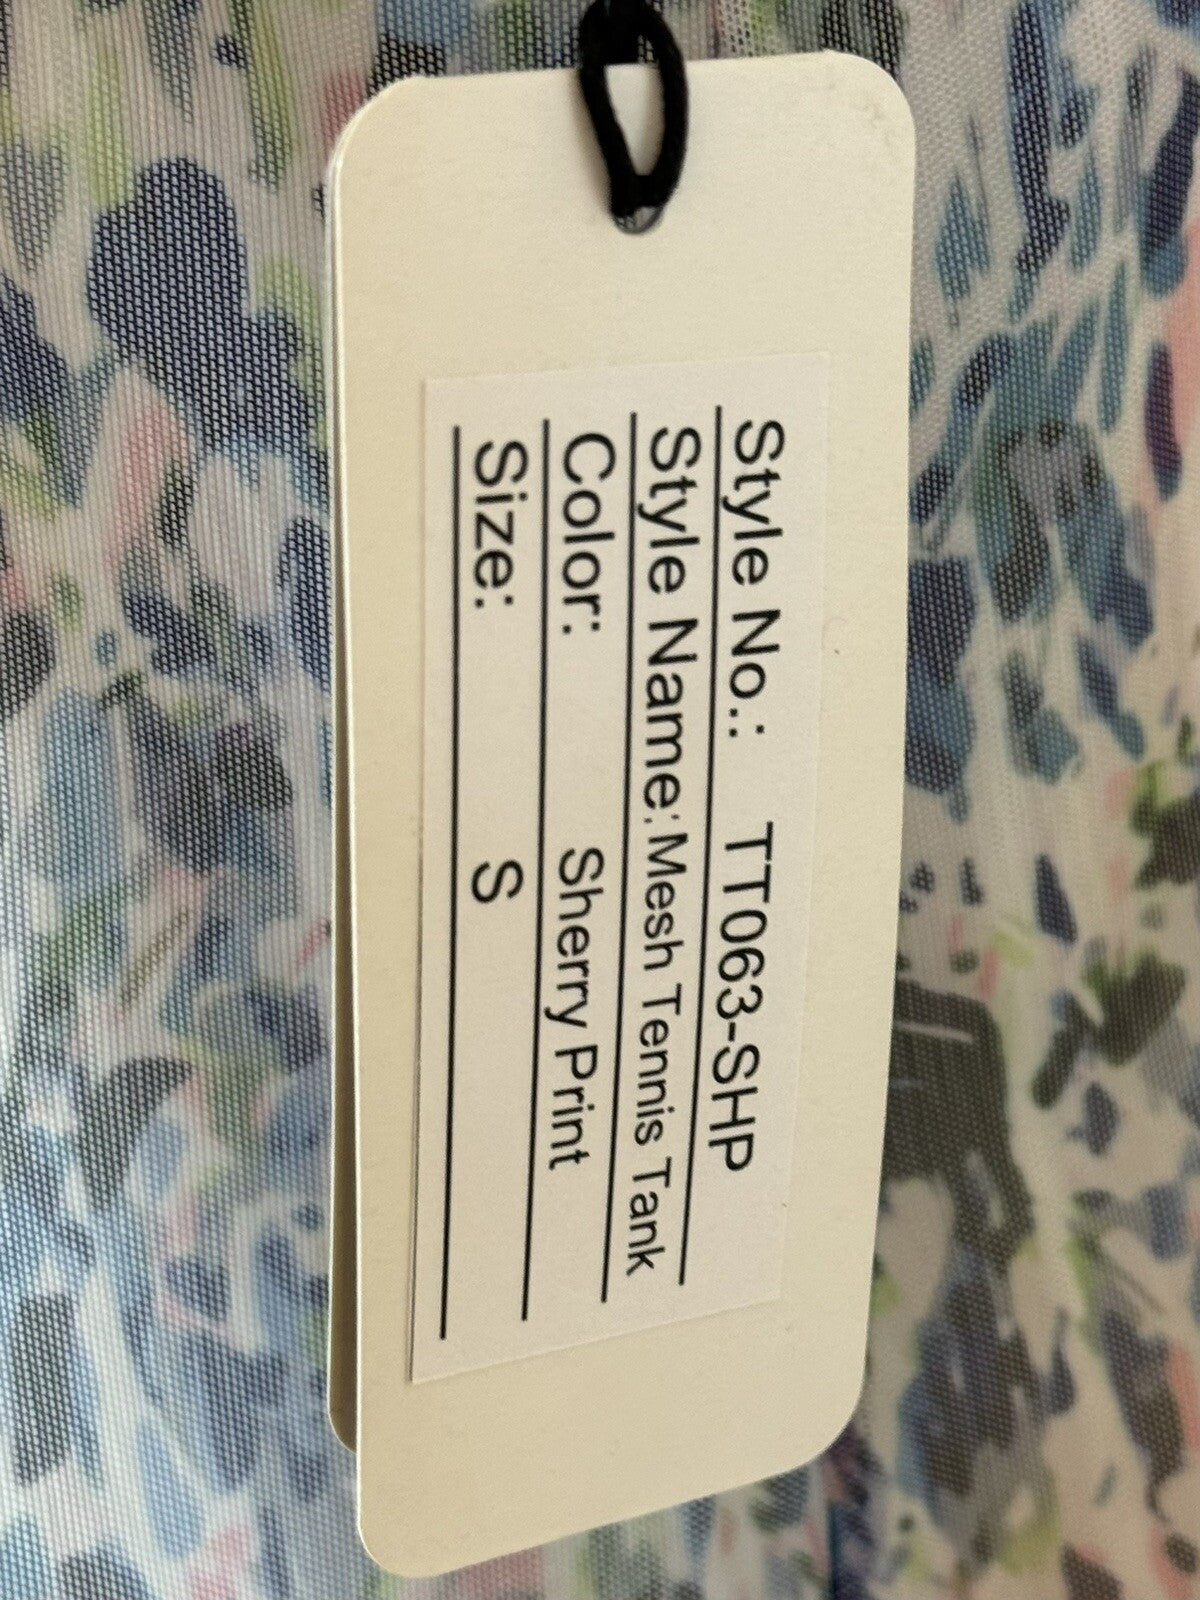 Style No.: TT063-SHP
Style Name: Mesh Tennis Tank
Color: Sherry Print
Size: S